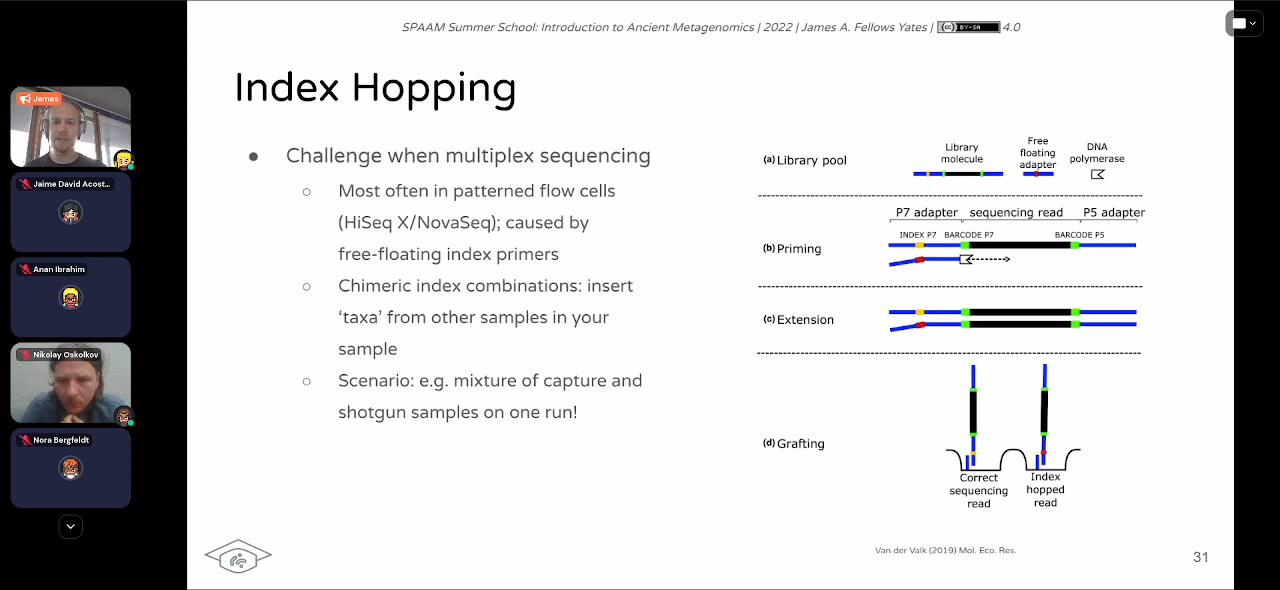 SPAAM Summer School: Introduction to Ancient Metagenomics | 2022 | James A. Fellows Yates | (cc) BY-SA 4.0
Index Hopping
● Challenge when multiplex sequencing
○ Most often in patterned flow cells
(HiSeq X/NovaSeq); caused by
free-floating index primers
○ Chimeric index combinations: insert
‘taxa’ from other samples in your
sample
○ Scenario: e.g. mixture of capture and
shotgun samples on one run!
(a) Library pool
Library
molecule
Free
floating
adapter
DNA
polymerase
P7 adapter
sequencing read
P5 adapter
INDEX P7
BARCODE P7
BARCODE P5
(b) Priming
(c) Extension
(d) Grafting
Correct
sequencing
read
Index
hopped
read
Van der Valk (2019) Mol. Eco. Res.
31
James
Jaime David Acost...
Anan Ibrahim
Nikolay Oskolkov
Nora Bergfeldt